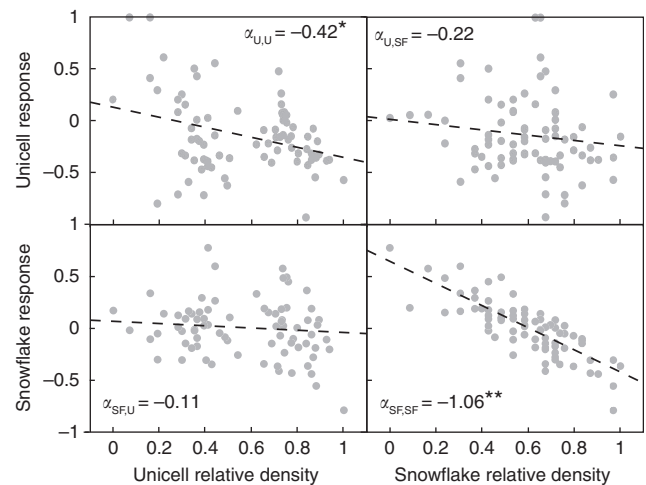 1
0.5
0
−0.5
1
Unicell response
α_U,U = −0.42*
α_U,SF = −0.22
0.5
0
−0.5
−1
Snowflake response
α_SF,U = −0.11
α_SF,SF = −1.06**
0 0.2 0.4 0.6 0.8 1
0 0.2 0.4 0.6 0.8 1
Unicell relative density
Snowflake relative density